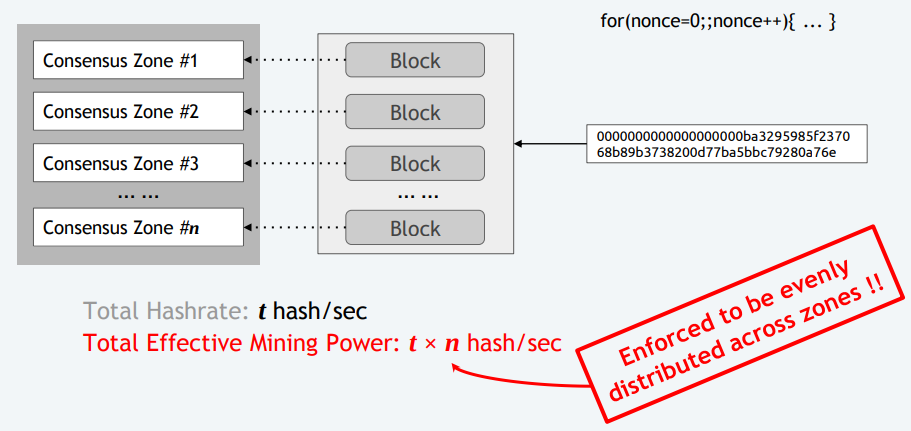 for(nonce=0;;nonce++){ ... }
Consensus Zone #1
Block
Consensus Zone #2
Block
Consensus Zone #3
Block
... ...
... ...
Consensus Zone #n
Block
0000000000000000000ba3295985f2370
68b89b3738200d77ba5bbc79280a76e
Total Hashrate: t hash/sec
Total Effective Mining Power: t × n hash/sec
Enforced to be evenly
distributed across zones !!